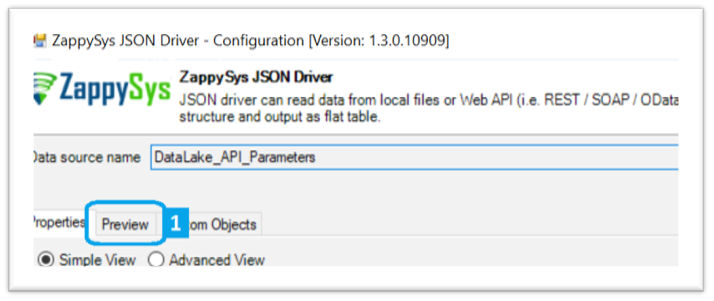 ZappySys JSON Driver - Configuration [Version: 1.3.0.10909]
ZappySys
ZappySys JSON Driver
JSON driver can read data from local files or Web API (i.e. REST / SOAP / OData
structure and output as flat table.
Data source name DataLake_API_Parameters
Properties Preview 1 om Objects
Simple View Advanced View